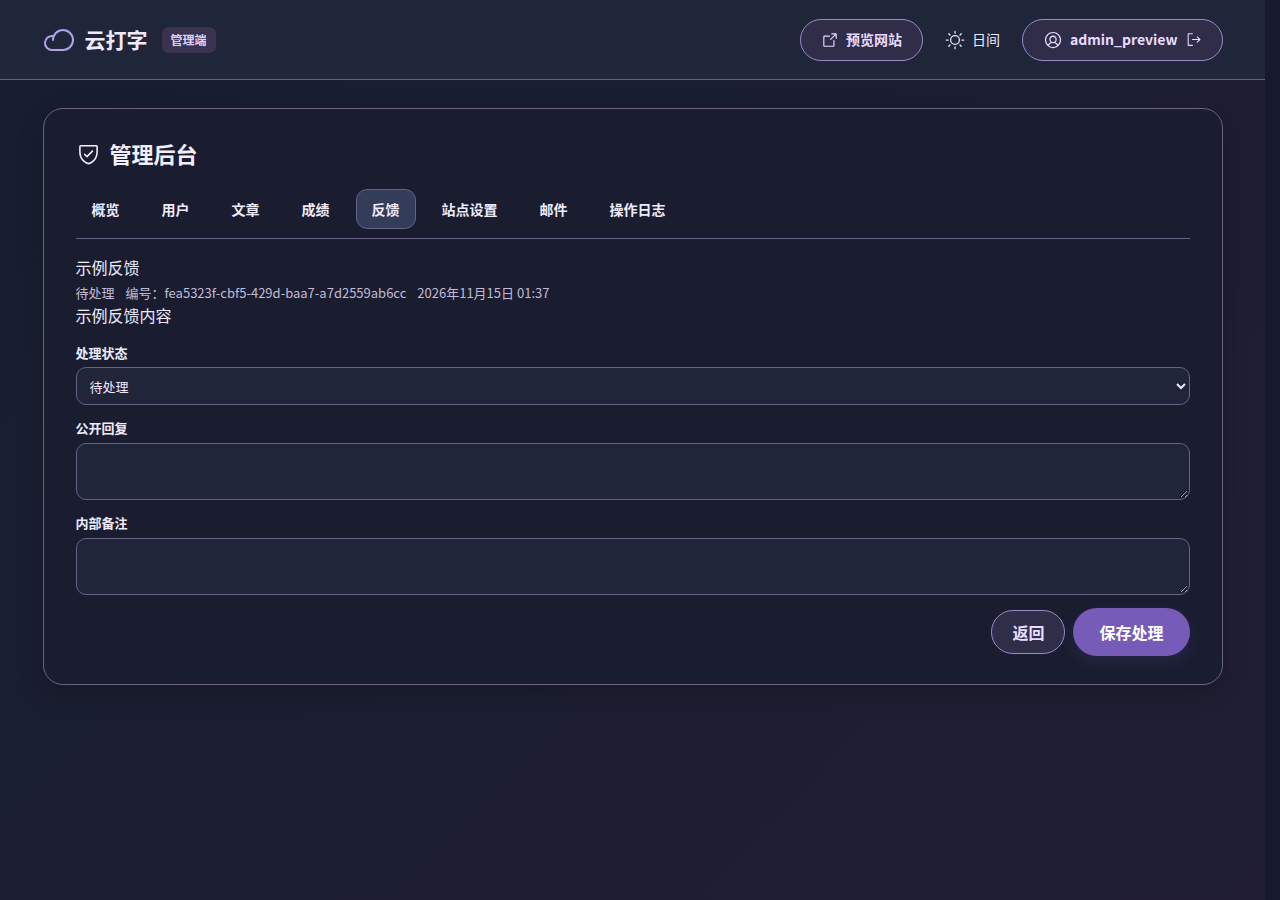 云打字 管理端 预览网站 日间 admin_preview
管理后台
概览 用户 文章 成绩 反馈 站点设置 邮件 操作日志
示例反馈
待处理 编号：fea5323f-cbf5-429d-baa7-a7d2559ab6cc 2026年11月15日 01:37
示例反馈内容
处理状态
待处理
公开回复
内部备注
返回 保存处理